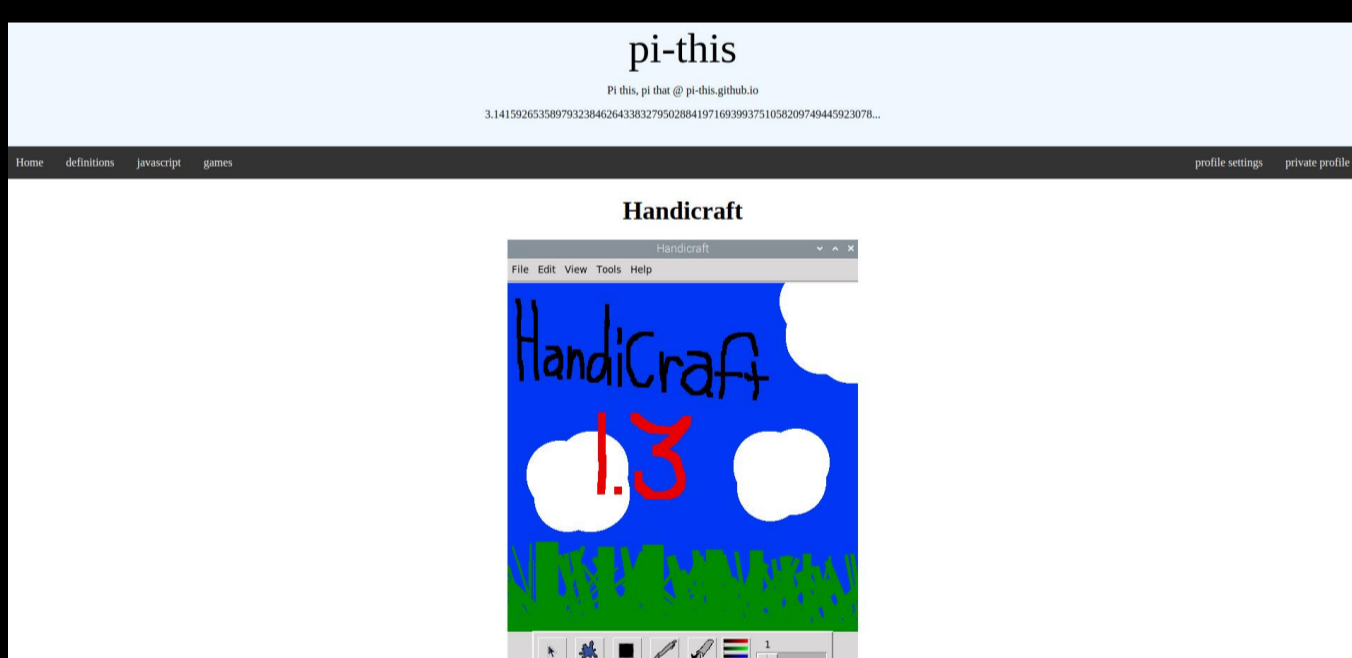 pi-this
Pi this, pi that @ pi-this.github.io
3.1415926535897932384626433832795028841971693993751058209749445923078...
Home definitions javascript games profile settings private profile
Handicraft
Handicraft
File Edit View Tools Help
HandiCraft
1.3
1